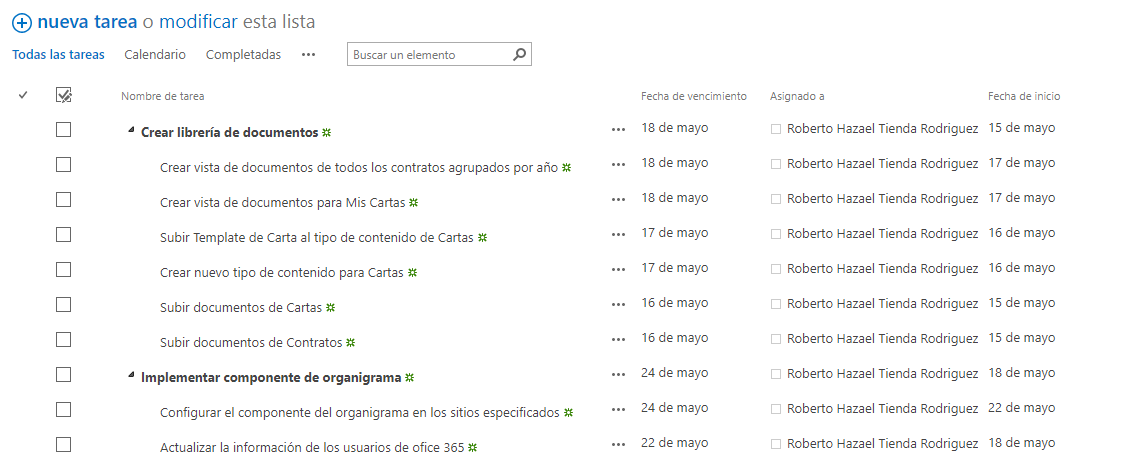 nueva tarea o modificar esta lista
Todas las tareas Calendario Completadas ••• Buscar un elemento
Nombre de tarea Fecha de vencimiento Asignado a Fecha de inicio
Crear librería de documentos ••• 18 de mayo Roberto Hazael Tienda Rodriguez 15 de mayo
Crear vista de documentos de todos los contratos agrupados por año ••• 18 de mayo Roberto Hazael Tienda Rodriguez 17 de mayo
Crear vista de documentos para Mis Cartas ••• 18 de mayo Roberto Hazael Tienda Rodriguez 17 de mayo
Subir Template de Carta al tipo de contenido de Cartas ••• 17 de mayo Roberto Hazael Tienda Rodriguez 16 de mayo
Crear nuevo tipo de contenido para Cartas ••• 17 de mayo Roberto Hazael Tienda Rodriguez 16 de mayo
Subir documentos de Cartas ••• 16 de mayo Roberto Hazael Tienda Rodriguez 15 de mayo
Subir documentos de Contratos ••• 16 de mayo Roberto Hazael Tienda Rodriguez 15 de mayo
Implementar componente de organigrama ••• 24 de mayo Roberto Hazael Tienda Rodriguez 18 de mayo
Configurar el componente del organigrama en los sitios especificados ••• 24 de mayo Roberto Hazael Tienda Rodriguez 22 de mayo
Actualizar la información de los usuarios de ofice 365 ••• 22 de mayo Roberto Hazael Tienda Rodriguez 18 de mayo